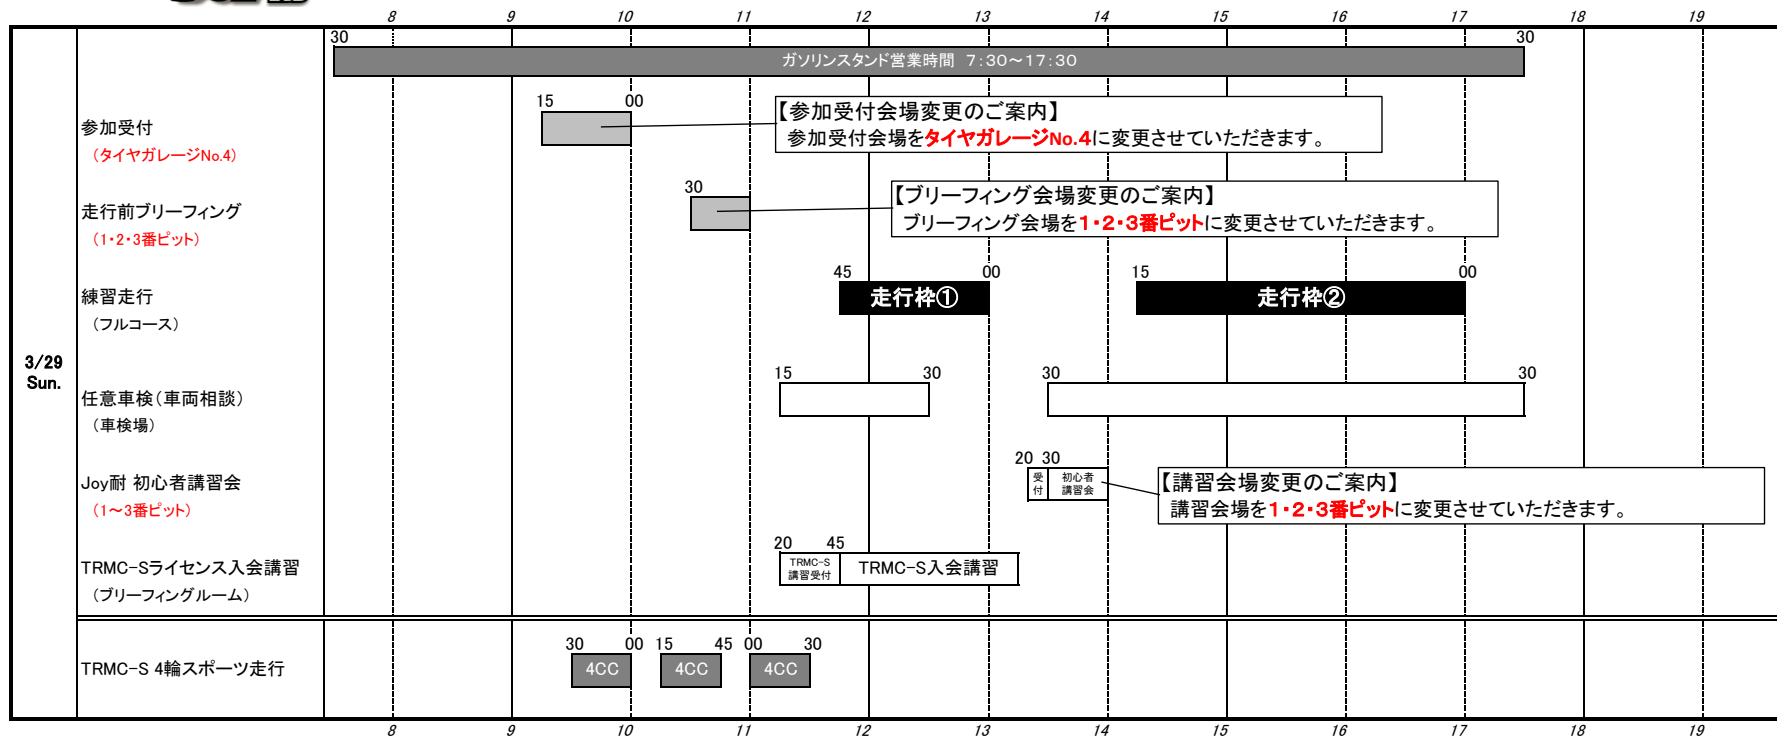 8 9 10 11 12 13 14 15 16 17 18 19
30 30
ガソリンスタンド営業時間 7:30～17:30
15 00
参加受付
（タイヤガレージNo.4）
【参加受付会場変更のご案内】
参加受付会場をタイヤガレージNo.4に変更させていただきます。
30
走行前ブリーフィング
（1・2・3番ピット）
【ブリーフィング会場変更のご案内】
ブリーフィング会場を1・2・3番ピットに変更させていただきます。
45 00 15 00
練習走行
（フルコース）
走行枠① 走行枠②
3/29
Sun.
15 30 30 30
任意車検（車両相談）
（車検場）
20 30
Joy耐 初心者講習会
（1～3番ピット）
受
付
初心者
講習会
【講習会場変更のご案内】
講習会場を1・2・3番ピットに変更させていただきます。
20 45
TRMC-Sライセンス入会講習
（ブリーフィングルーム）
TRMC-S
講習受付
TRMC-S入会講習
30 00 15 45 00 30
TRMC-S 4輪スポーツ走行
4CC 4CC 4CC
8 9 10 11 12 13 14 15 16 17 18 19